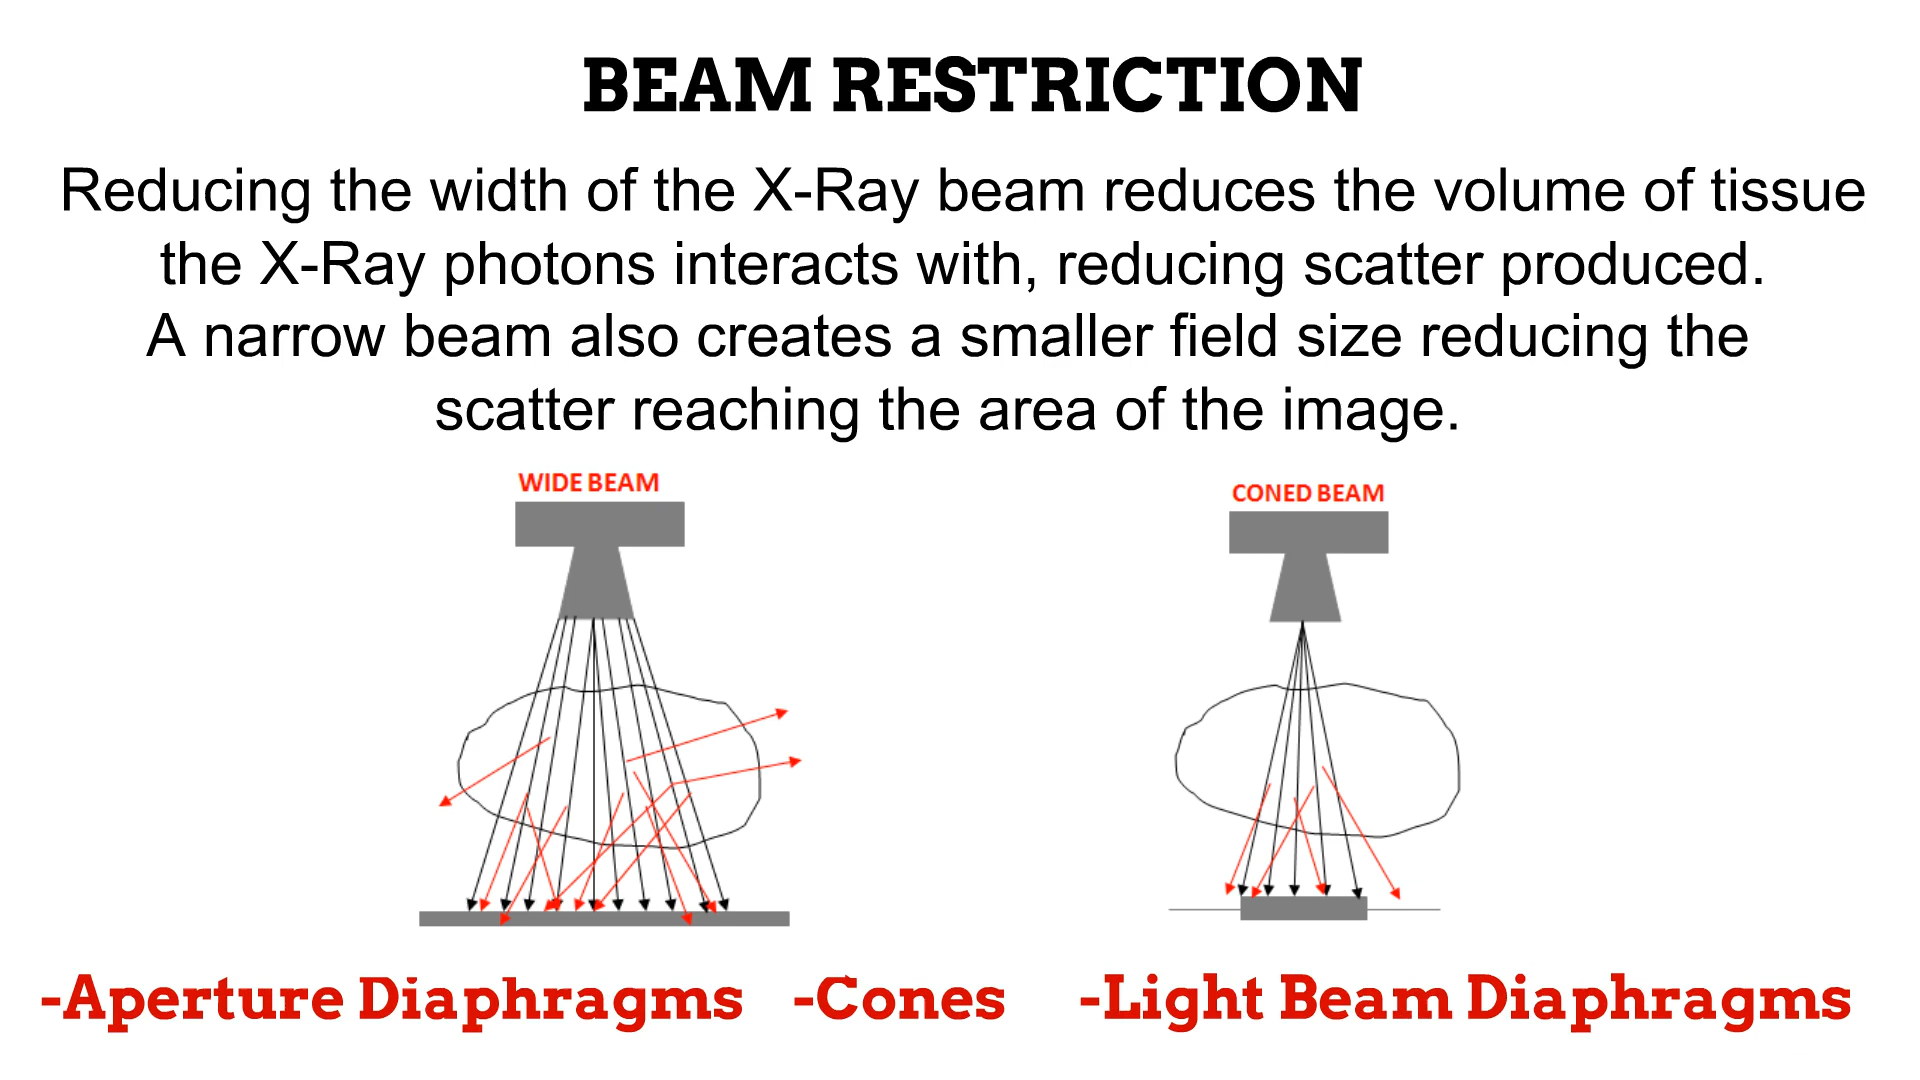 BEAM RESTRICTION
Reducing the width of the X-Ray beam reduces the volume of tissue
the X-Ray photons interacts with, reducing scatter produced.
A narrow beam also creates a smaller field size reducing the
scatter reaching the area of the image.
WIDE BEAM
CONED BEAM
-Aperture Diaphragms -Cones -Light Beam Diaphragms